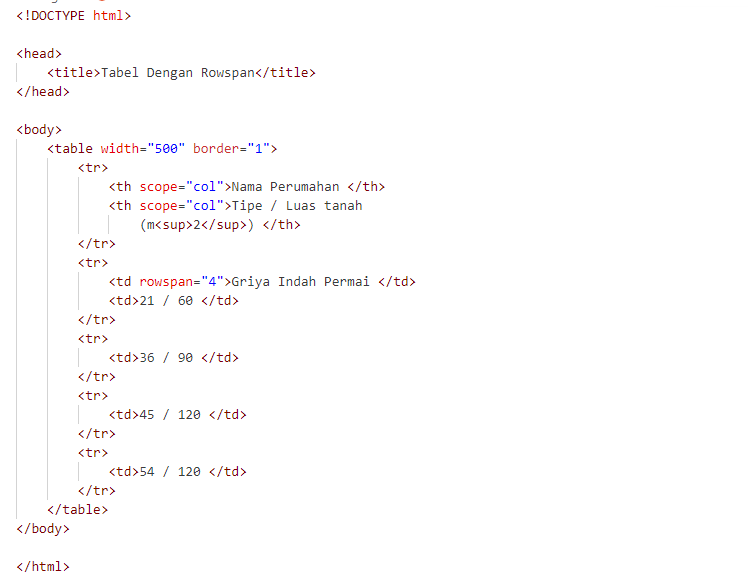 <!DOCTYPE html>
<head>
<title>Tabel Dengan Rowspan</title>
</head>
<body>
<table width="500" border="1">
<tr>
<th scope="col">Nama Perumahan </th>
<th scope="col">Tipe / Luas tanah
(m<sup>2</sup>) </th>
</tr>
<tr>
<td rowspan="4">Griya Indah Permai </td>
<td>21 / 60 </td>
</tr>
<tr>
<td>36 / 90 </td>
</tr>
<tr>
<td>45 / 120 </td>
</tr>
<tr>
<td>54 / 120 </td>
</tr>
</table>
</body>
</html>